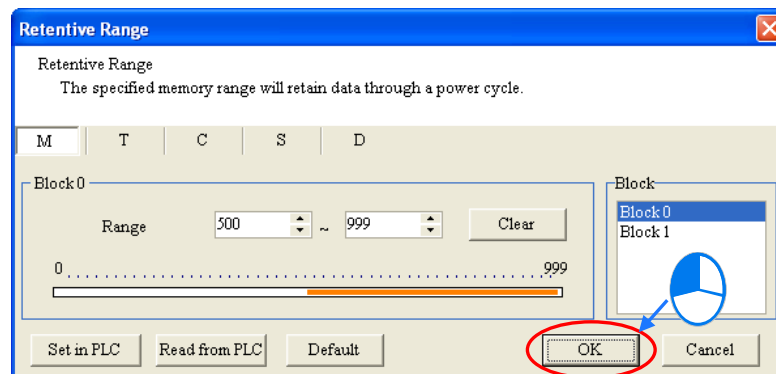 Retentive Range
Retentive Range
The specified memory range will retain data through a power cycle.
M T C S D
Block 0
Range 500 ~ 999 Clear
0 999
Block
Block 0
Block 1
Set in PLC Read from PLC Default OK Cancel